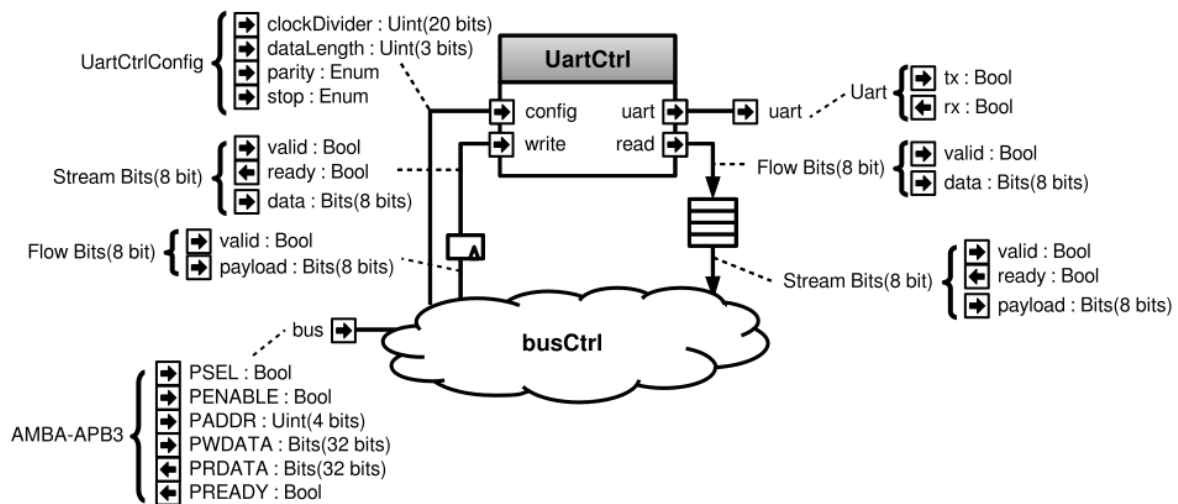 clockDivider : Uint(20 bits)
dataLength : Uint(3 bits)
UartCtrlConfig
parity : Enum
stop : Enum
UartCtrl
config
uart
write
read
uart
Uart
tx : Bool
rx : Bool
valid : Bool
Stream Bits(8 bit)
ready : Bool
data : Bits(8 bits)
Flow Bits(8 bit)
valid : Bool
data : Bits(8 bits)
Flow Bits(8 bit)
valid : Bool
payload : Bits(8 bits)
Stream Bits(8 bit)
valid : Bool
ready : Bool
payload : Bits(8 bits)
bus
busCtrl
PSEL : Bool
PENABLE : Bool
AMBA-APB3
PADDR : Uint(4 bits)
PWDATA : Bits(32 bits)
PRDATA : Bits(32 bits)
PREADY : Bool